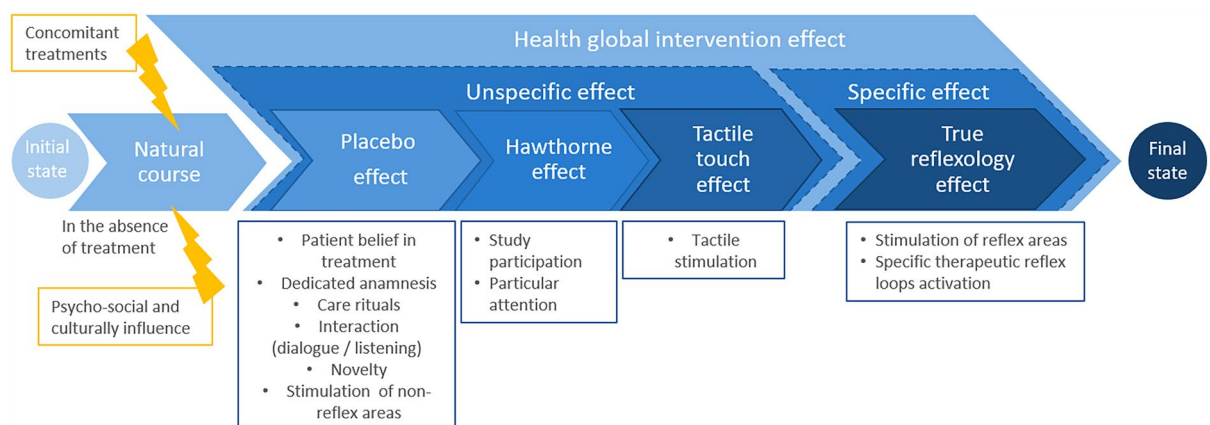 Concomitant
treatments
Health global intervention effect
Unspecific effect
Specific effect
Initial
state
Natural
course
Placebo
effect
Hawthorne
effect
Tactile
touch
effect
True
reflexology
effect
Final
state
In the absence
of treatment
Psycho-social and
culturally influence
• Patient belief in
treatment
• Dedicated anamnesis
• Care rituals
• Interaction
(dialogue / listening)
• Novelty
• Stimulation of non-
reflex areas
• Study
participation
• Particular
attention
• Tactile
stimulation
• Stimulation of reflex areas
• Specific therapeutic reflex
loops activation